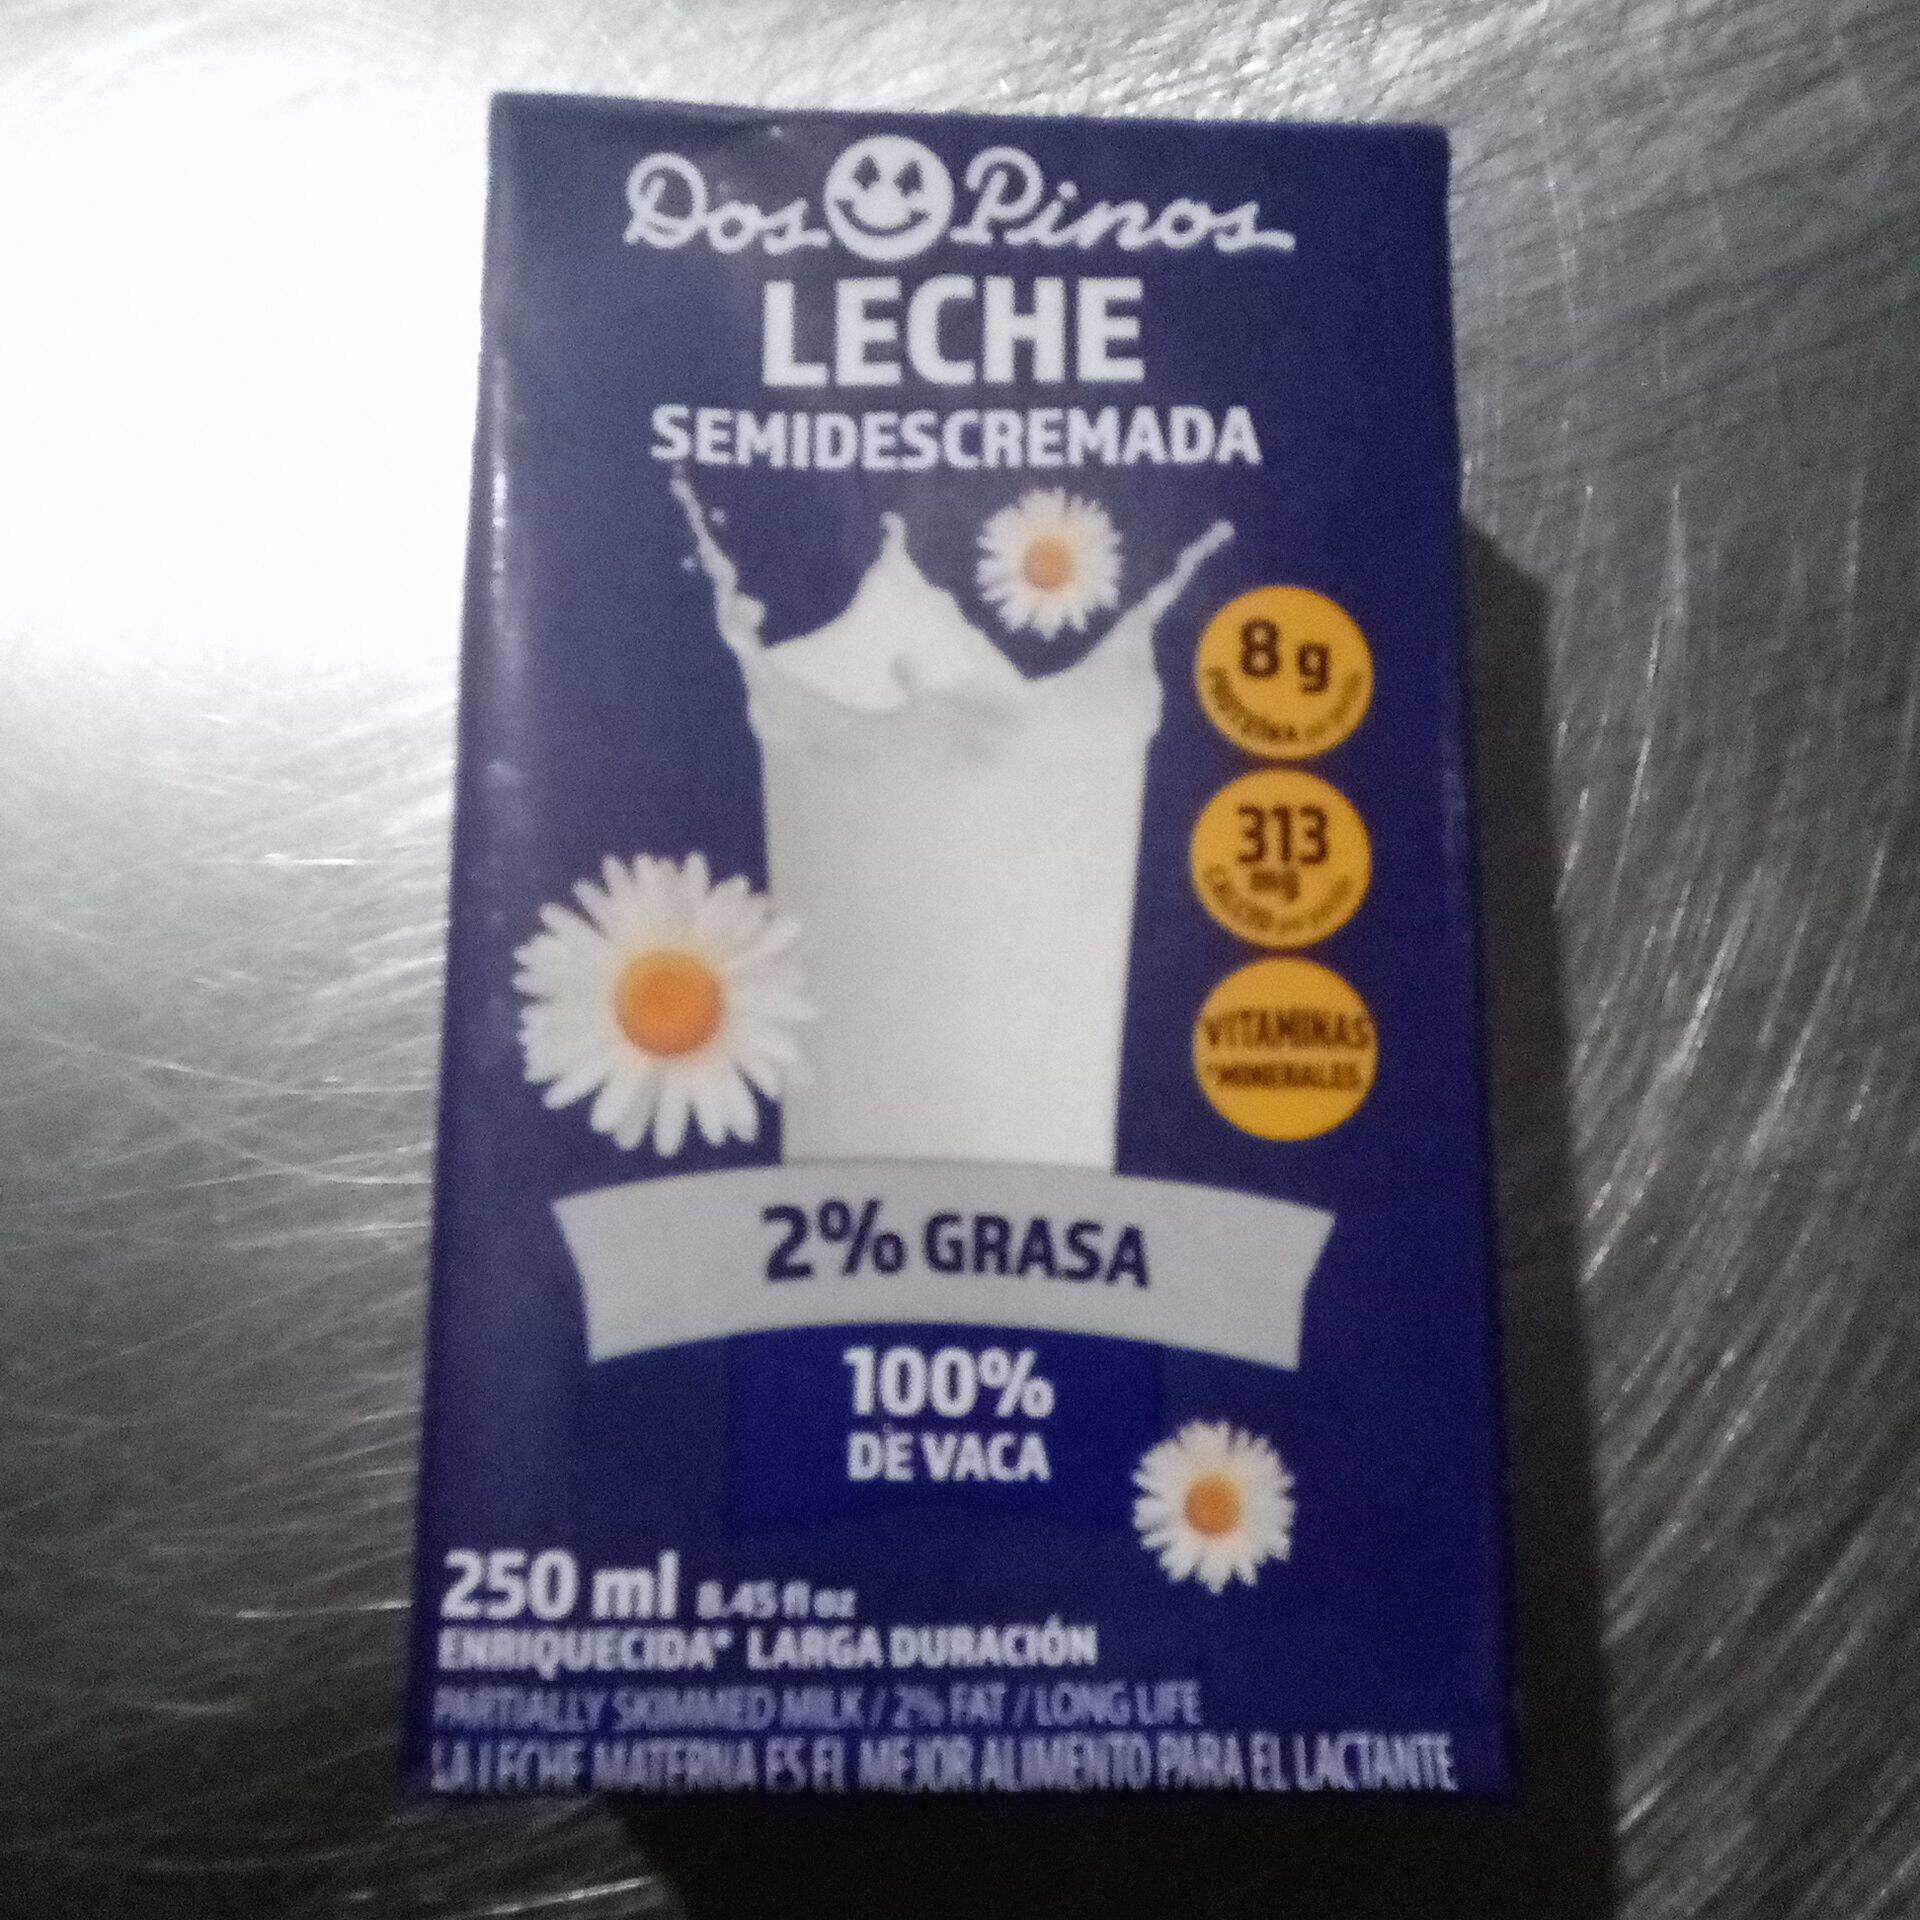 Dos Pinos
LECHE
SEMIDESCREMADA
8 g
PROTEÍNA
313
mg
CALCIO
VITAMINAS
*MINERALES
2% GRASA
100%
DE VACA
250 ml 8.45 fl oz
ENRIQUECIDA* LARGA DURACIÓN
PARTIALLY SKIMMED MILK / 2% FAT / LONG LIFE
LA LECHE MATERNA ES EL MEJOR ALIMENTO PARA EL LACTANTE